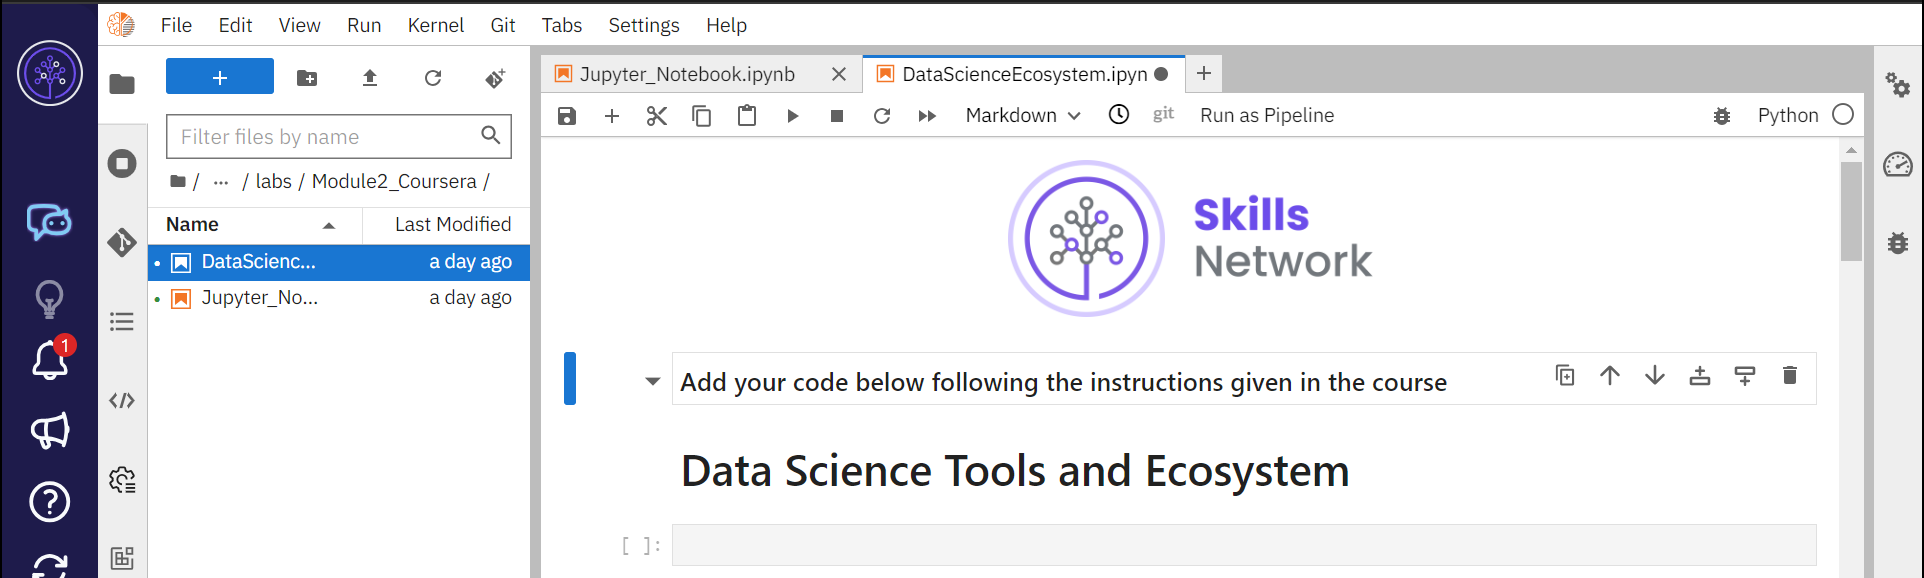 File Edit View Run Kernel Git Tabs Settings Help
Jupyter_Notebook.ipynb
DataScienceEcosystem.ipyn
Markdown
git
Run as Pipeline
Python
Filter files by name
/ ... / labs / Module2_Coursera /
Name Last Modified
DataScienc... a day ago
Jupyter_No... a day ago
1
Skills
Network
Add your code below following the instructions given in the course
Data Science Tools and Ecosystem
[ ]: